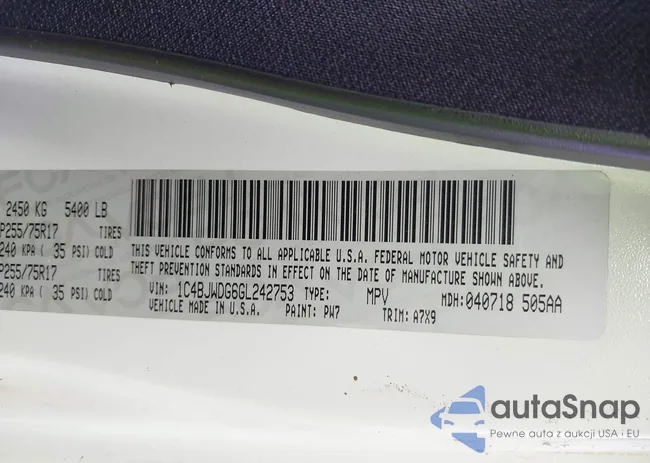 2450 KG 5400 LB
P255/75R17 TIRES
240 KPA ( 35 PSI) COLD
P255/75R17 TIRES
240 KPA ( 35 PSI) COLD
THIS VEHICLE CONFORMS TO ALL APPLICABLE U.S.A. FEDERAL MOTOR VEHICLE SAFETY AND
THEFT PREVENTION STANDARDS IN EFFECT ON THE DATE OF MANUFACTURE SHOWN ABOVE.
VIN: 1C4BJWDG6GL242753 TYPE: MPV MDH:040718 505AA
VEHICLE MADE IN U.S.A. PAINT: PW7 TRIM: A7X9
autaSnap
Pewne auta z aukcji USA i EU